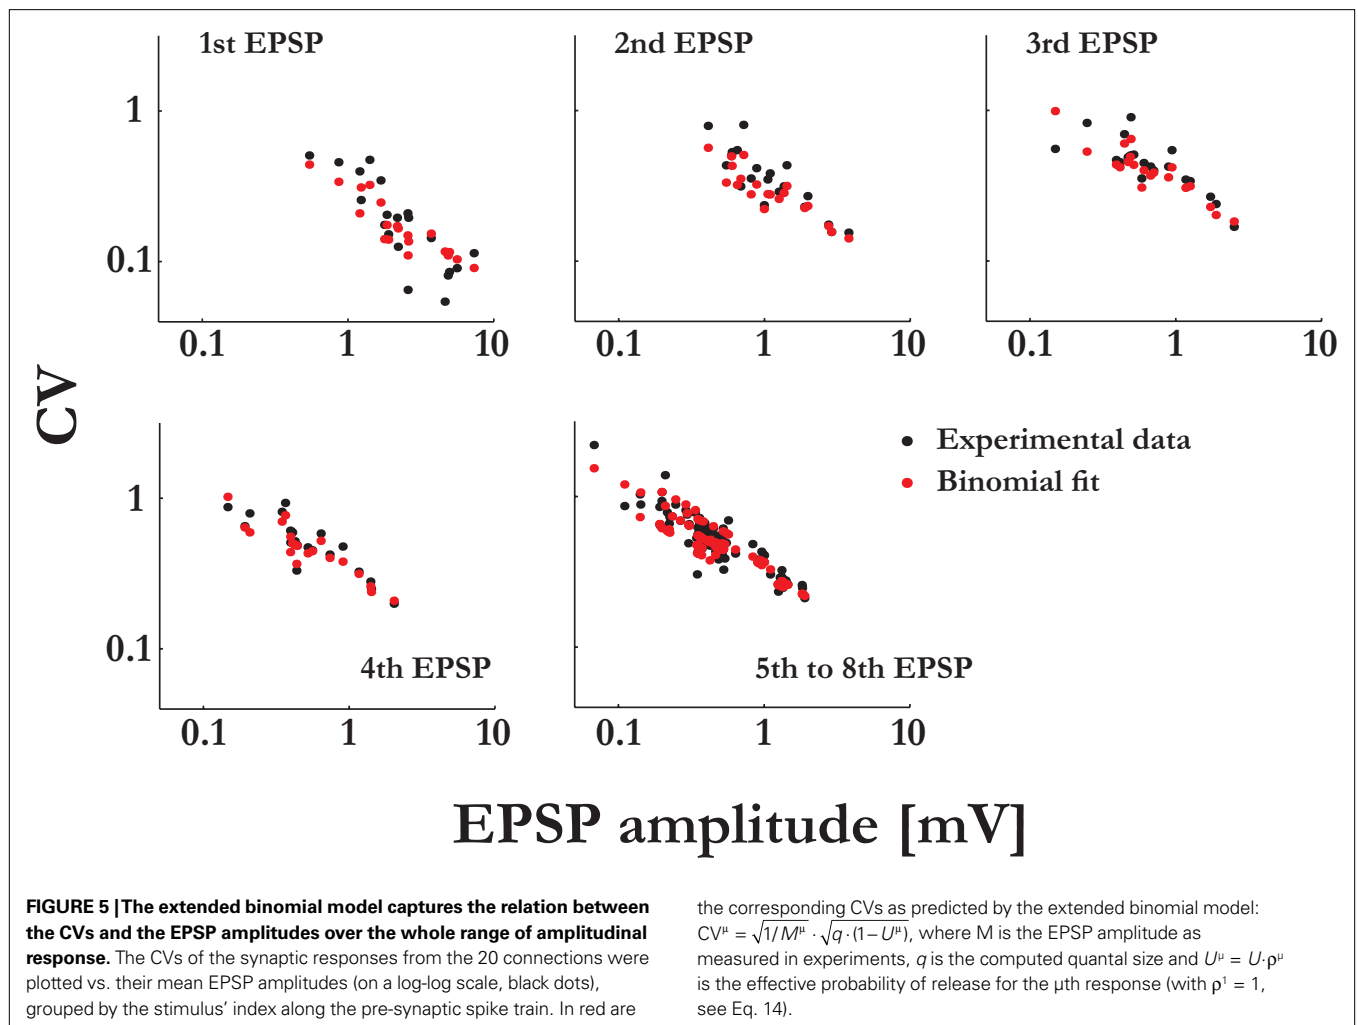 1st EPSP
2nd EPSP
3rd EPSP
1
0.1
0.1 1 10
0.1 1 10
0.1 1 10
CV
Experimental data
Binomial fit
1
0.1
4th EPSP
5th to 8th EPSP
0.1 1 10
0.1 1 10
EPSP amplitude [mV]
FIGURE 5 | The extended binomial model captures the relation between
the CVs and the EPSP amplitudes over the whole range of amplitudinal
response. The CVs of the synaptic responses from the 20 connections were
plotted vs. their mean EPSP amplitudes (on a log-log scale, black dots),
grouped by the stimulus' index along the pre-synaptic spike train. In red are
the corresponding CVs as predicted by the extended binomial model:
CV^μ = √1/M^μ · √q·(1–U^μ), where M is the EPSP amplitude as
measured in experiments, q is the computed quantal size and U^μ = U·ρ^μ
is the effective probability of release for the μth response (with ρ¹ = 1,
see Eq. 14).